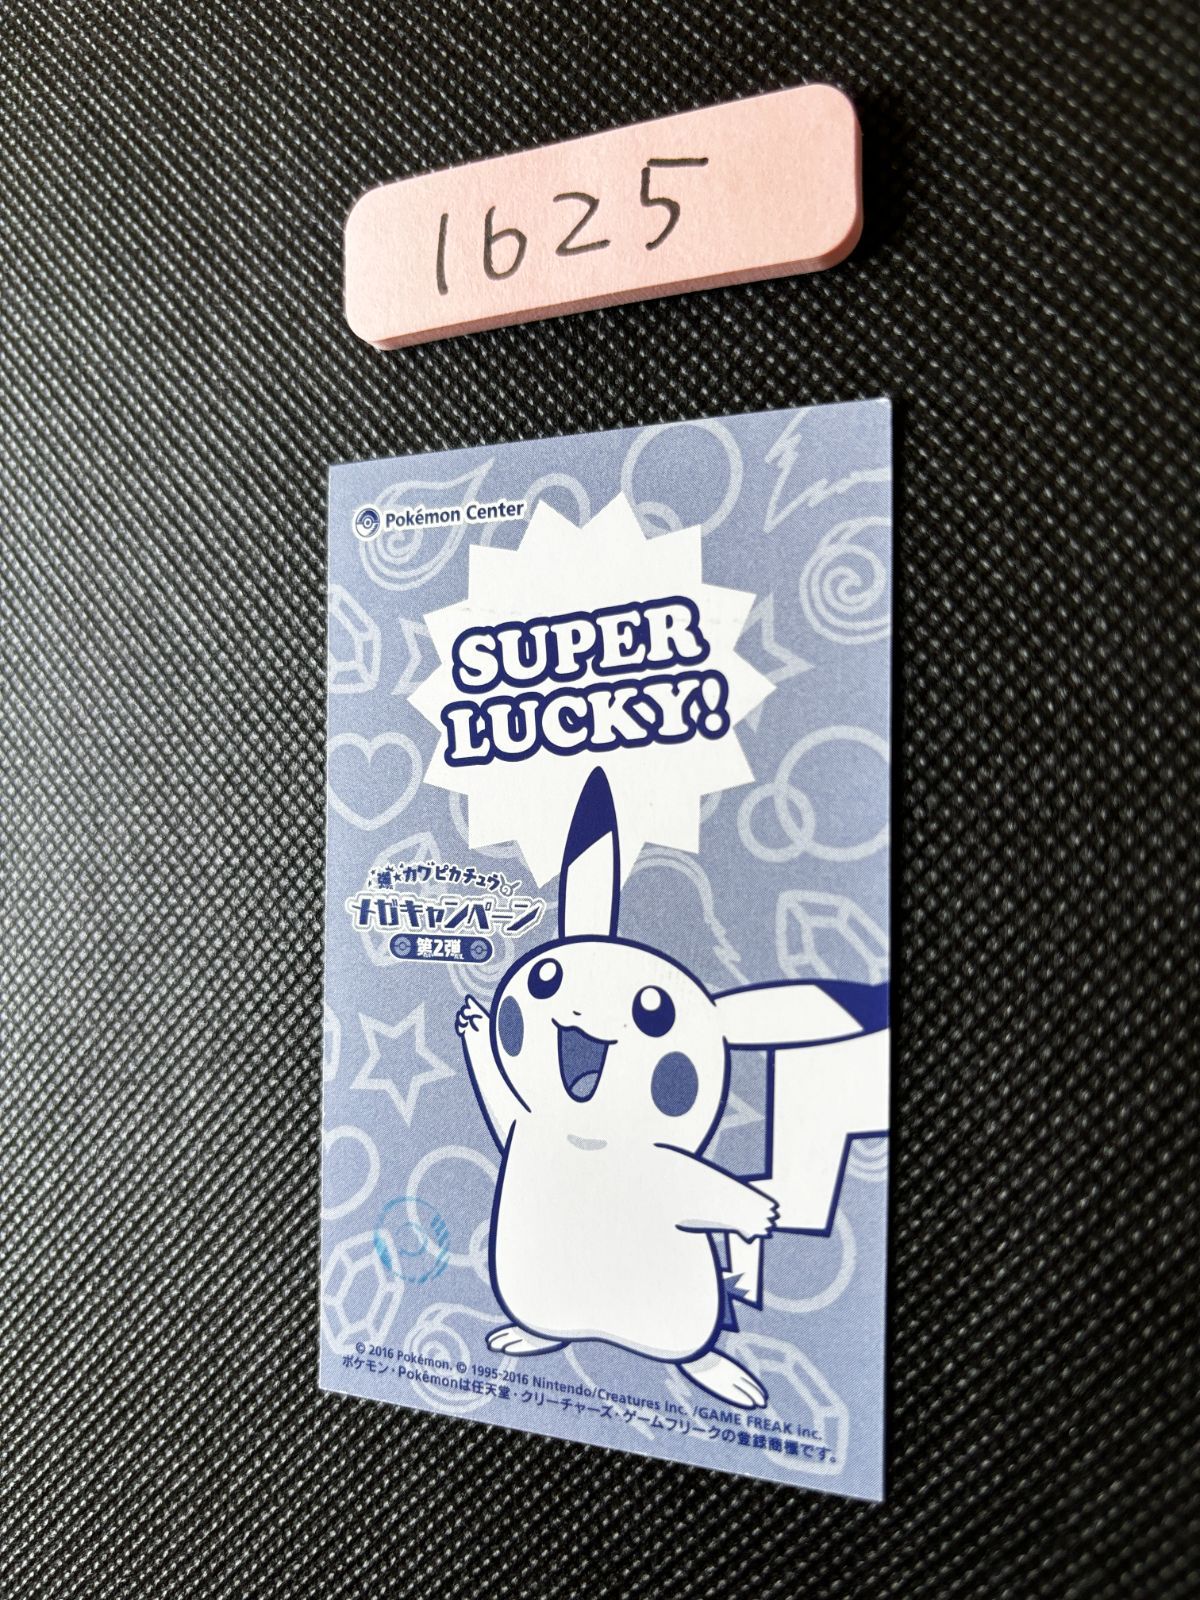 1625
Pokémon Center
SUPER
LUCKY!
激★カワピカチュウの
メガキャンペーン
第2弾
© 2016 Pokémon. © 1995-2016 Nintendo/Creatures Inc. /GAME FREAK inc.
ポケモン・Pokémonは任天堂・クリーチャーズ・ゲームフリークの登録商標です。